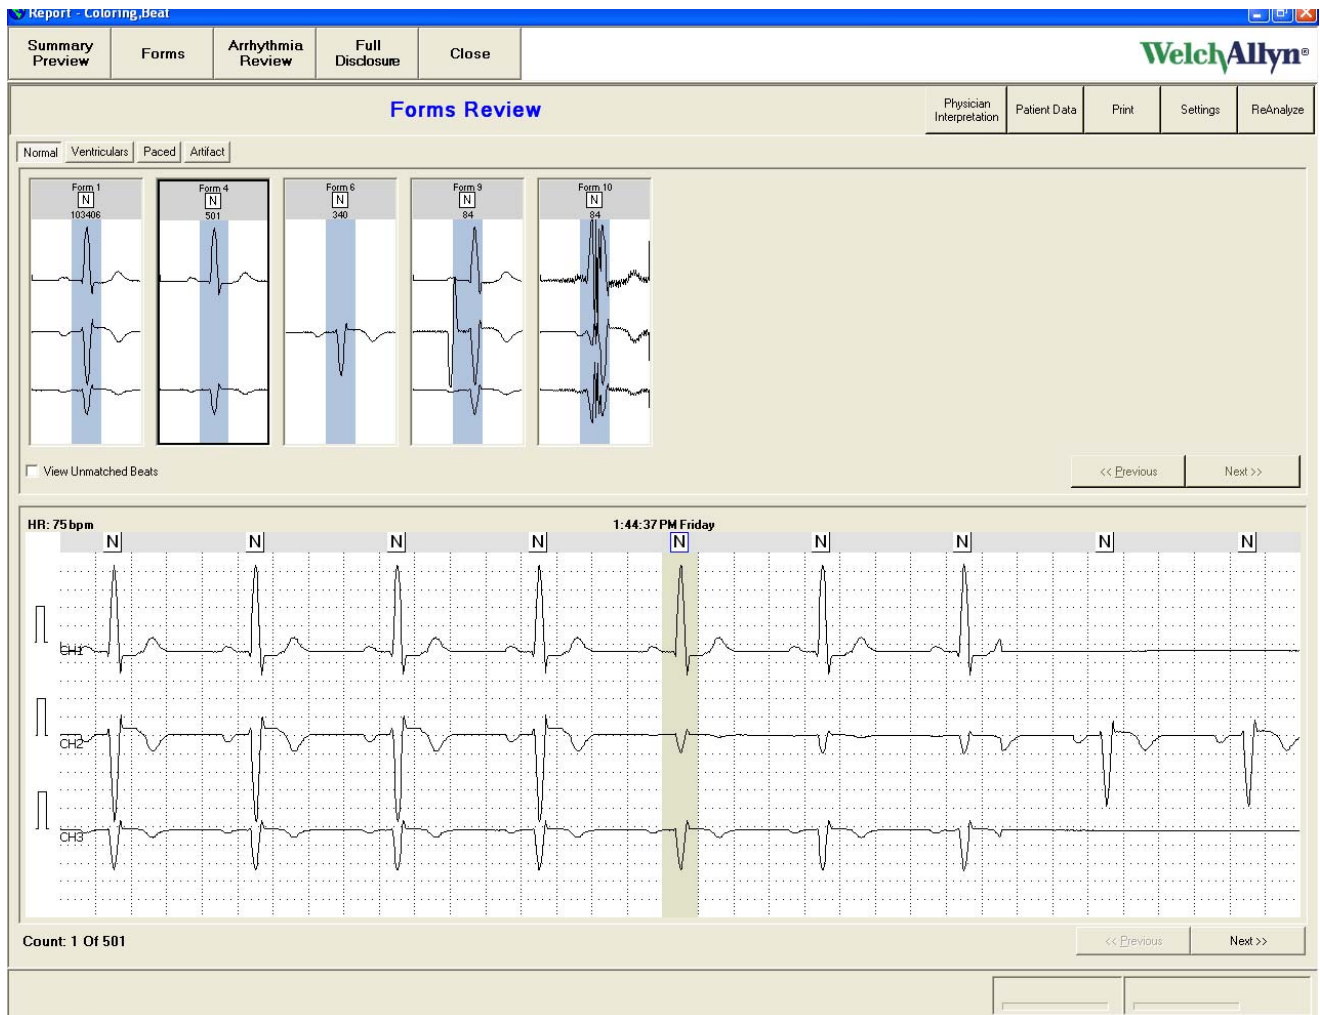 Report - Coloring,Beat
Summary Preview
Forms
Arrhythmia Review
Full Disclosure
Close
WelchAllyn®
Forms Review
Physician Interpretation
Patient Data
Print
Settings
ReAnalyze
Normal
Ventriculars
Paced
Artifact
Form 1
N
103406
Form 4
N
501
Form 6
N
340
Form 9
N
84
Form 10
N
84
View Unmatched Beats
<< Previous
Next >>
HR: 75 bpm
1:44:37 PM Friday
N N N N N N N N N
CH1
CH2
CH3
Count: 1 Of 501
<< Previous
Next >>